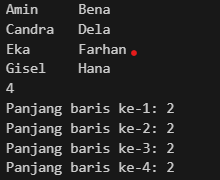 Amin    Bena
Candra  Dela
Eka     Farhan
Gisel   Hana
4
Panjang baris ke-1: 2
Panjang baris ke-2: 2
Panjang baris ke-3: 2
Panjang baris ke-4: 2